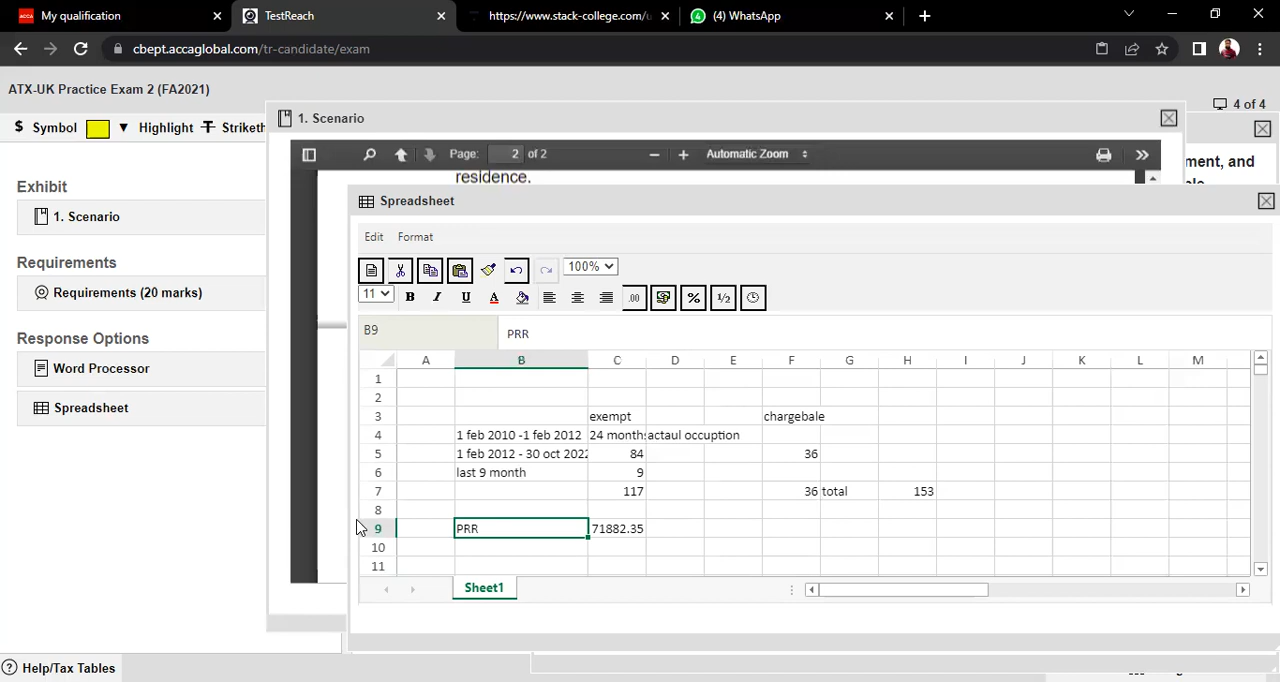 My qualification
TestReach
https://www.stack-college.com/u
(4) WhatsApp
cbept.accaglobal.com/tr-candidate/exam
ATX-UK Practice Exam 2 (FA2021)
4 of 4
$ Symbol
Highlight
Striketh
1. Scenario
Page: 2 of 2
Automatic Zoom
ment, and
residence.
Exhibit
1. Scenario
Requirements
Requirements (20 marks)
Response Options
Word Processor
Spreadsheet
Spreadsheet
Edit Format
100%
11 B I U A .00 % 1/2
B9 PRR
A B C D E F G H I J K L M
1
2
3 exempt chargebale
4 1 feb 2010 -1 feb 2012 24 months actaul occuption
5 1 feb 2012 - 30 oct 2022 84 36
6 last 9 month 9
7 117 36 total 153
8
9 PRR 71882.35
10
11
Sheet1
Help/Tax Tables